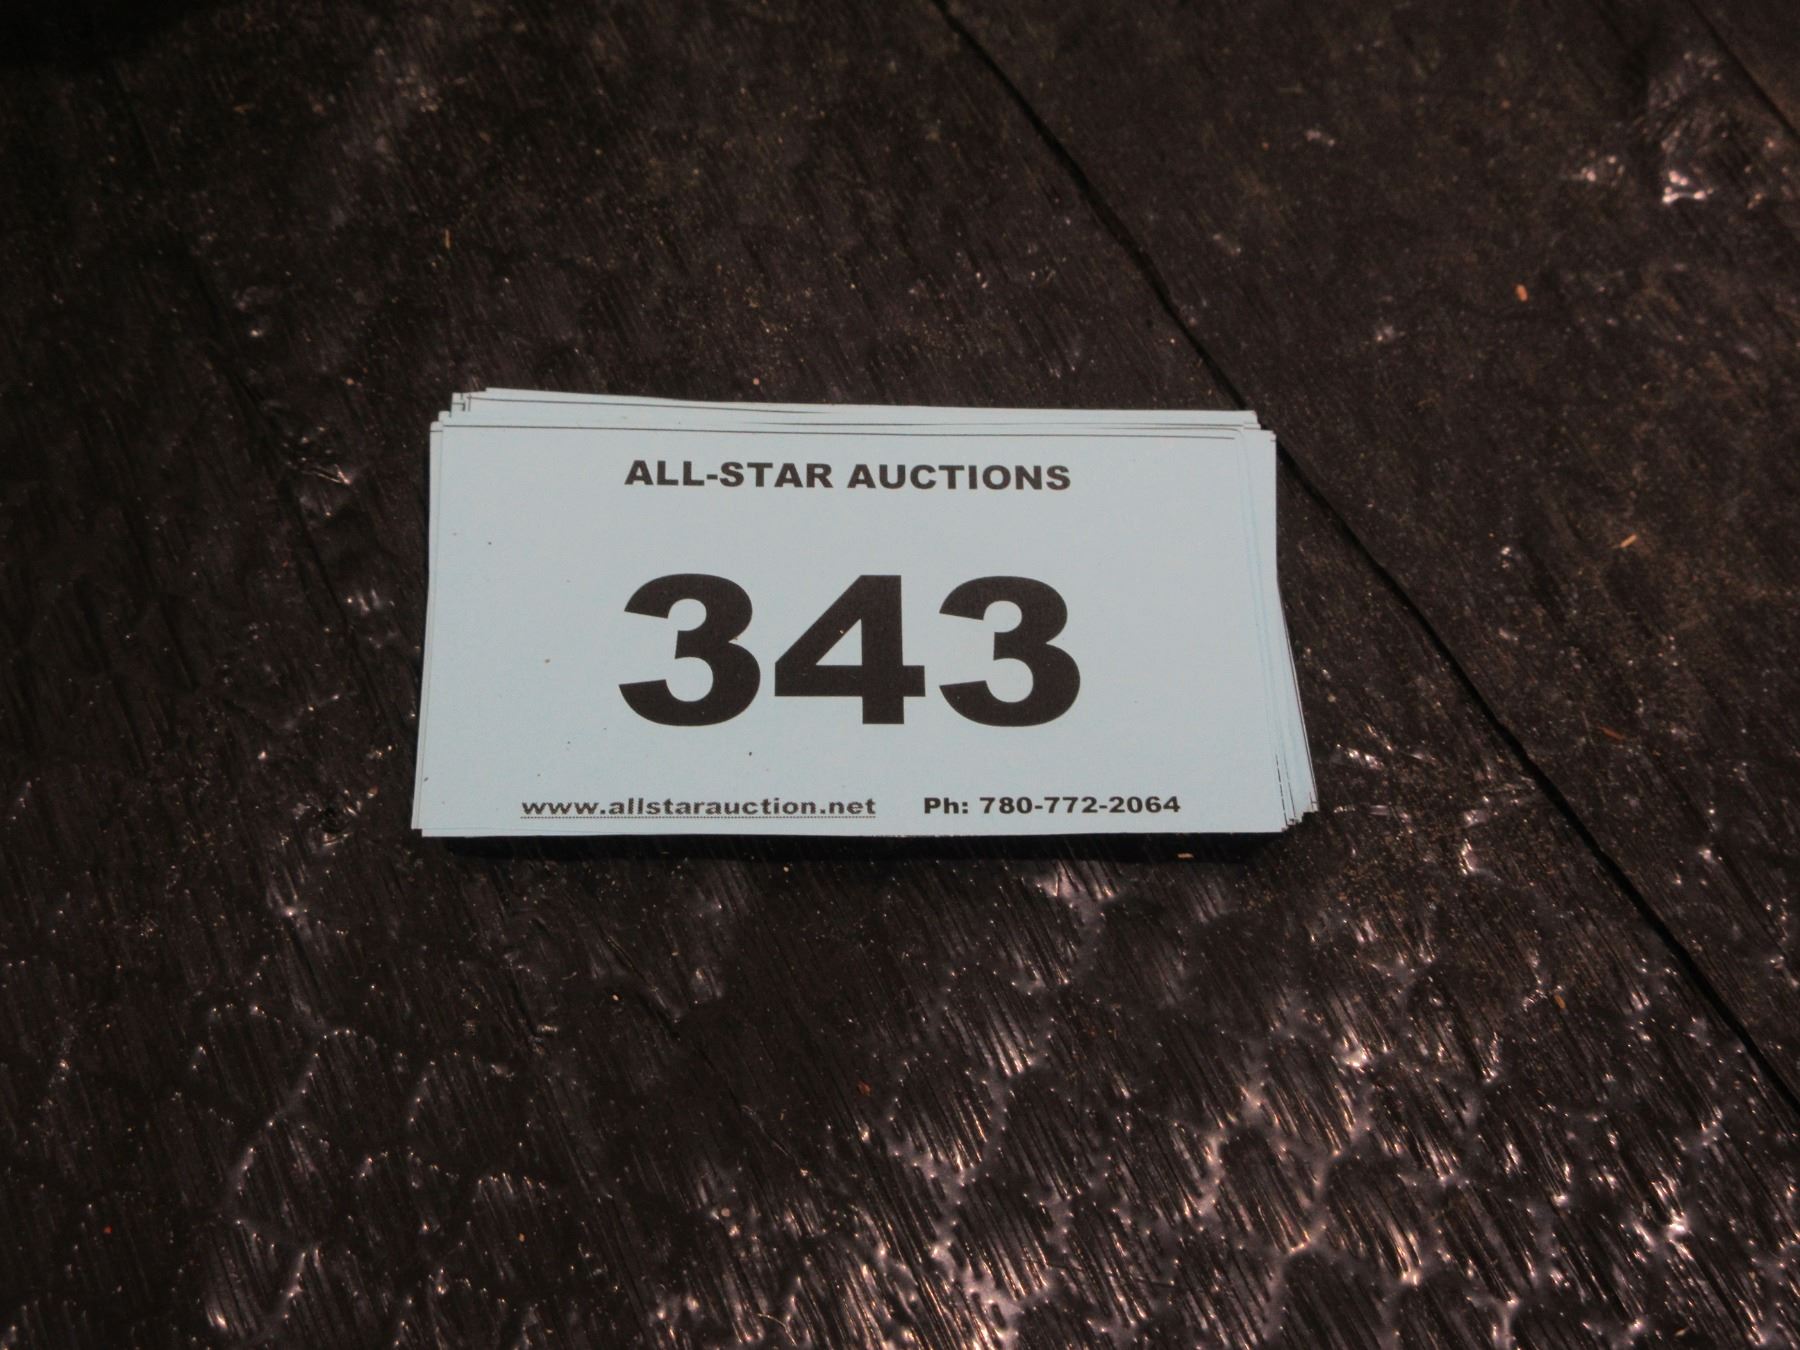 ALL-STAR AUCTIONS
343
www.allstarauction.net Ph: 780-772-2064